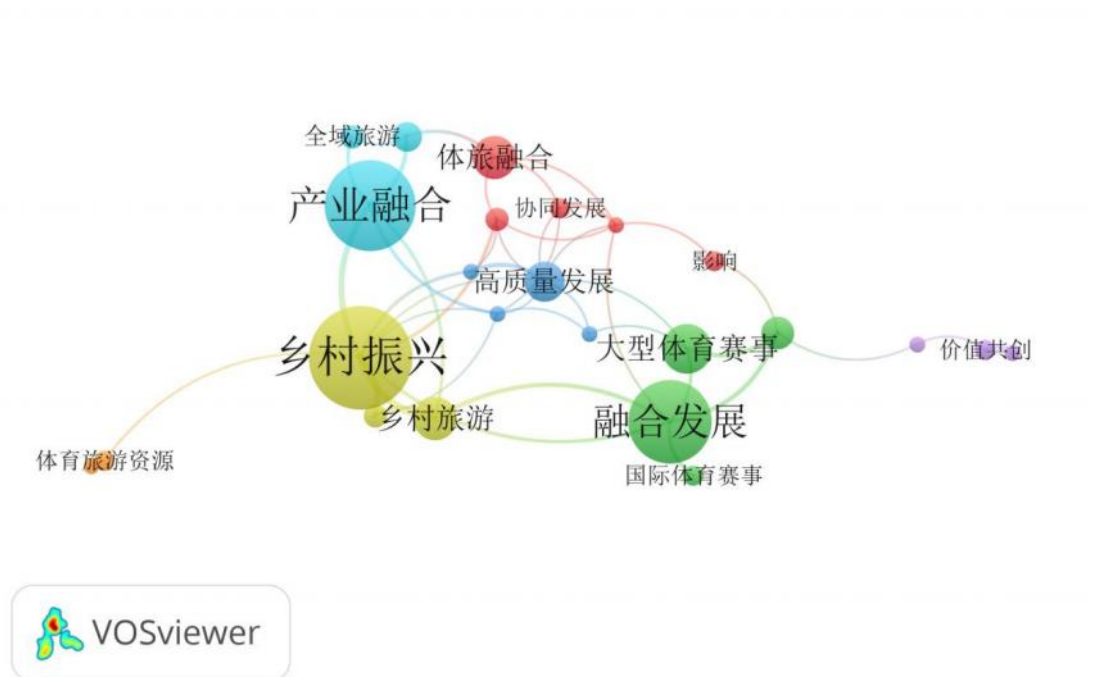 全域旅游
体旅融合
产业融合
协同发展
影响
高质量发展
大型体育赛事
价值共创
乡村振兴
乡村旅游
融合发展
体育旅游资源
国际体育赛事
VOSviewer